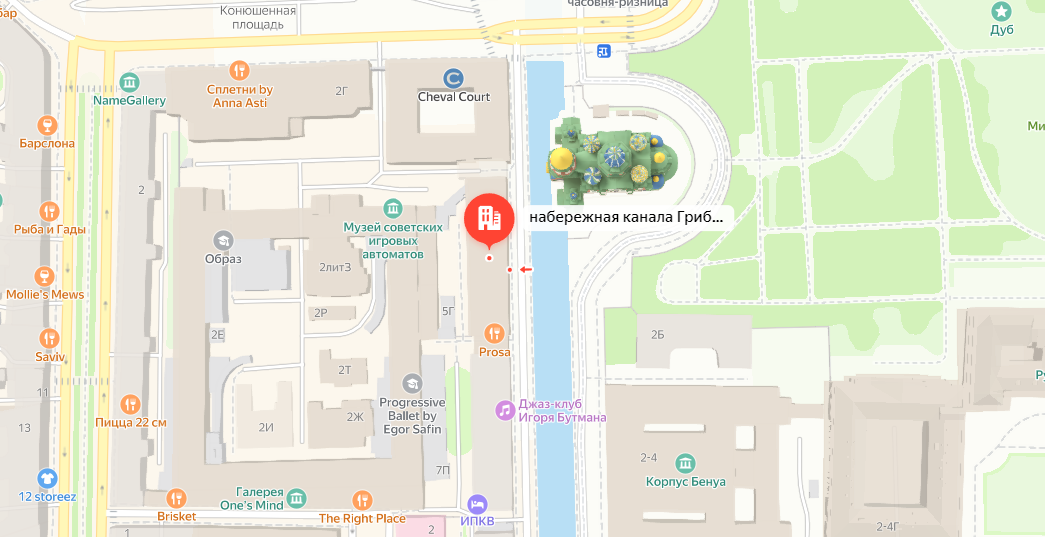 бар
Конюшенная
площадь
часовня-ризница
Дуб
NameGallery
Сплетни by
Anna Asti
2Г
Cheval Court
Барслона
2
Ми
Рыба и Гады
Образ
Музей советских
игровых
автоматов
набережная канала Гриб...
2литЗ
Mollie's Mews
2Р
5Г
2Е
Saviv
Prosa
2Б
2Т
11
Progressive
Ballet by
Egor Safin
Джаз-клуб
Игоря Бутмана
Ру
Пицца 22 см
13
2И
2Ж
2-4
Корпус Бенуа
1
7П
12 storeez
Brisket
Галерея
One's Mind
The Right Place
ИПКВ
2
2-4Г